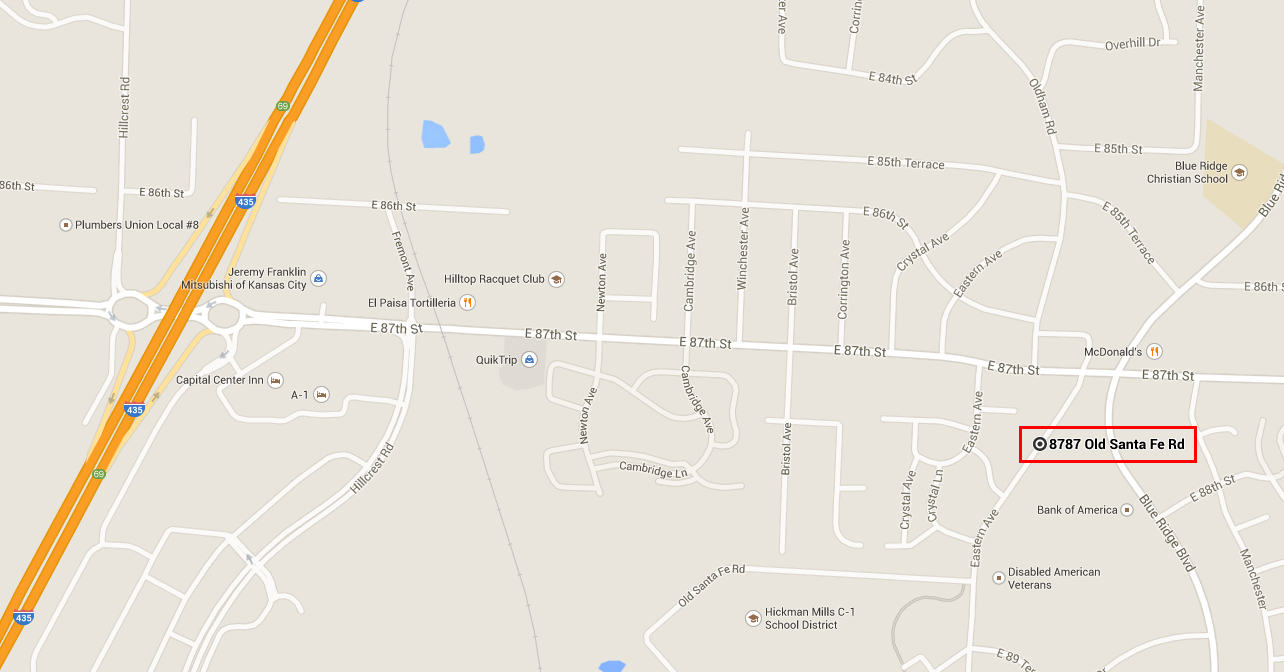 Winchester Ave
Corrington Ave
Overhill Dr
Manchester Ave
69
E 84th St
Hillcrest Rd
Oldham Rd
E 85th St
E 85th Terrace
Blue Ridge
Christian School
86th St
E 86th St
435
E 86th St
E 86th St
E 85th Terrace
Blue Rid
Plumbers Union Local #8
Fremont Ave
Crystal Ave
Jeremy Franklin
Mitsubishi of Kansas City
Hilltop Racquet Club
Newton Ave
Cambridge Ave
Winchester Ave
Bristol Ave
Corrington Ave
Eastern Ave
E 86th S
El Paisa Tortilleria
E 87th St
E 87th St
E 87th St
E 87th St
E 87th St
E 87th St
McDonald's
QuikTrip
Capital Center Inn
A-1
435
Newton Ave
Cambridge Ave
Bristol Ave
Eastern Ave
8787 Old Santa Fe Rd
69
Hillcrest Rd
Cambridge Ln
Crystal Ave
Crystal Ln
E 88th St
Bank of America
Eastern Ave
Blue Ridge Blvd
Manchester
Old Santa Fe Rd
Disabled American
Veterans
Hickman Mills C-1
School District
435
E 89 Te